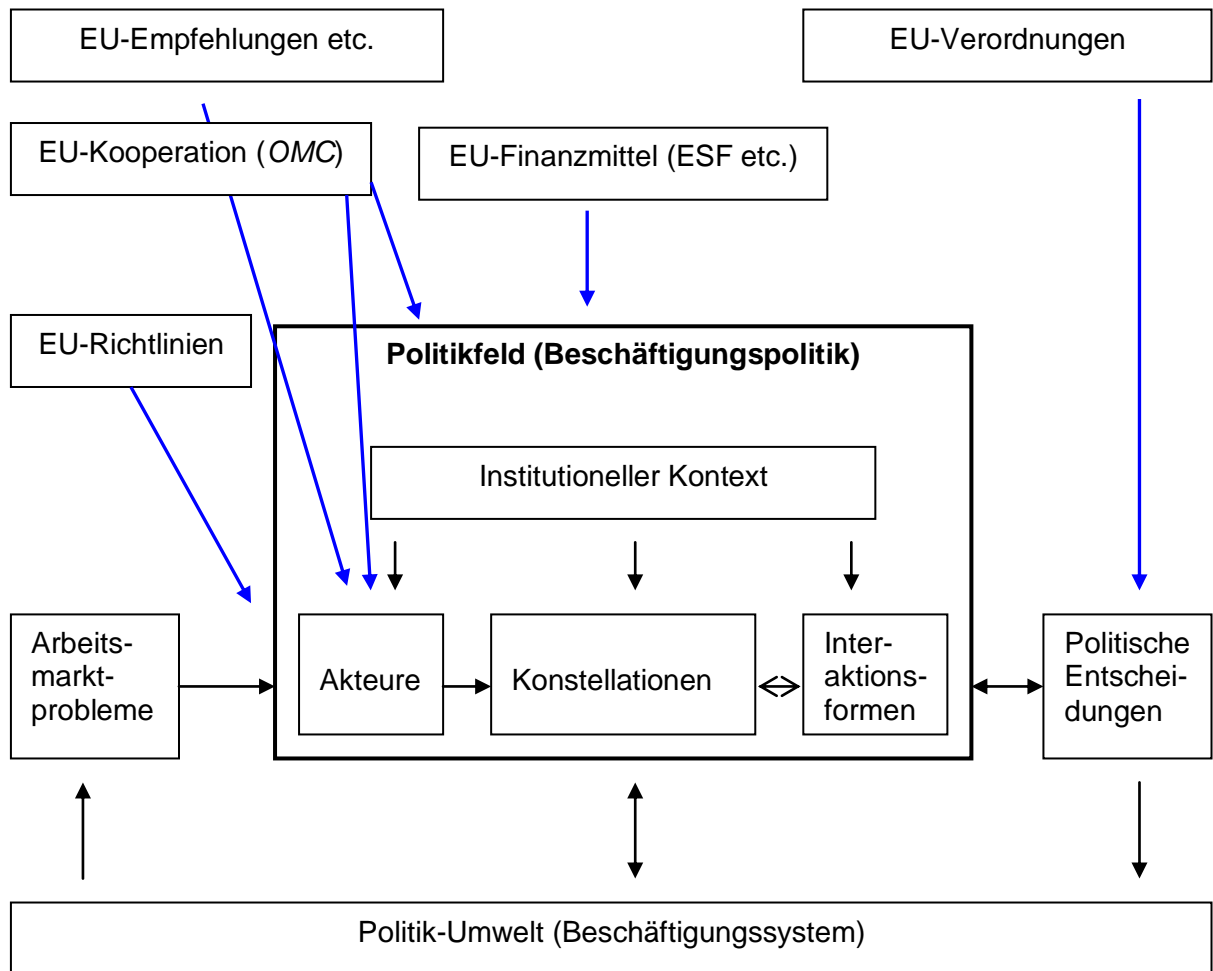 EU-Empfehlungen etc.
EU-Verordnungen
EU-Kooperation (OMC)
EU-Finanzmittel (ESF etc.)
EU-Richtlinien
Politikfeld (Beschäftigungspolitik)
Institutioneller Kontext
Arbeits-
markt-
probleme
Akteure
Konstellationen
Inter-
aktions-
formen
Politische
Entschei-
dungen
Politik-Umwelt (Beschäftigungssystem)